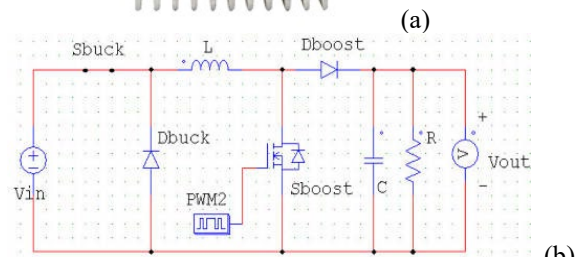 (a)
Sbuck L Dboost
Dbuck
Vin
PWM2
Sboost
C
R
V
+
Vout
-
(b)